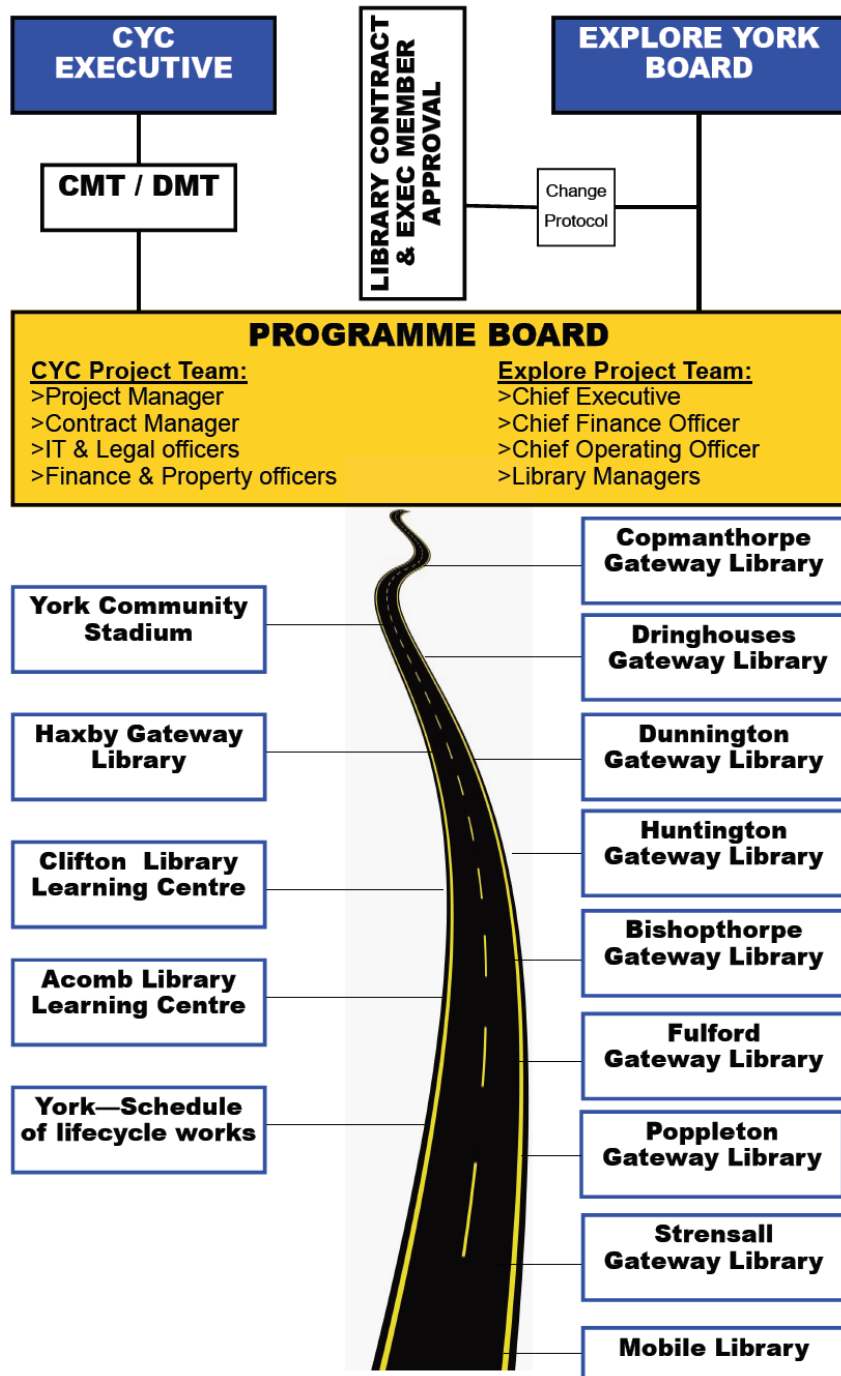 CYC
EXECUTIVE
LIBRARY CONTRACT
& EXEC MEMBER
APPROVAL
EXPLORE YORK
BOARD
CMT / DMT
Change
Protocol
PROGRAMME BOARD
CYC Project Team:
>Project Manager
>Contract Manager
>IT & Legal officers
>Finance & Property officers
Explore Project Team:
>Chief Executive
>Chief Finance Officer
>Chief Operating Officer
>Library Managers
York Community
Stadium
Haxby Gateway
Library
Clifton  Library
Learning Centre
Acomb Library
Learning Centre
York—Schedule
of lifecycle works
Copmanthorpe
Gateway Library
Dringhouses
Gateway Library
Dunnington
Gateway Library
Huntington
Gateway Library
Bishopthorpe
Gateway Library
Fulford
Gateway Library
Poppleton
Gateway Library
Strensall
Gateway Library
Mobile Library